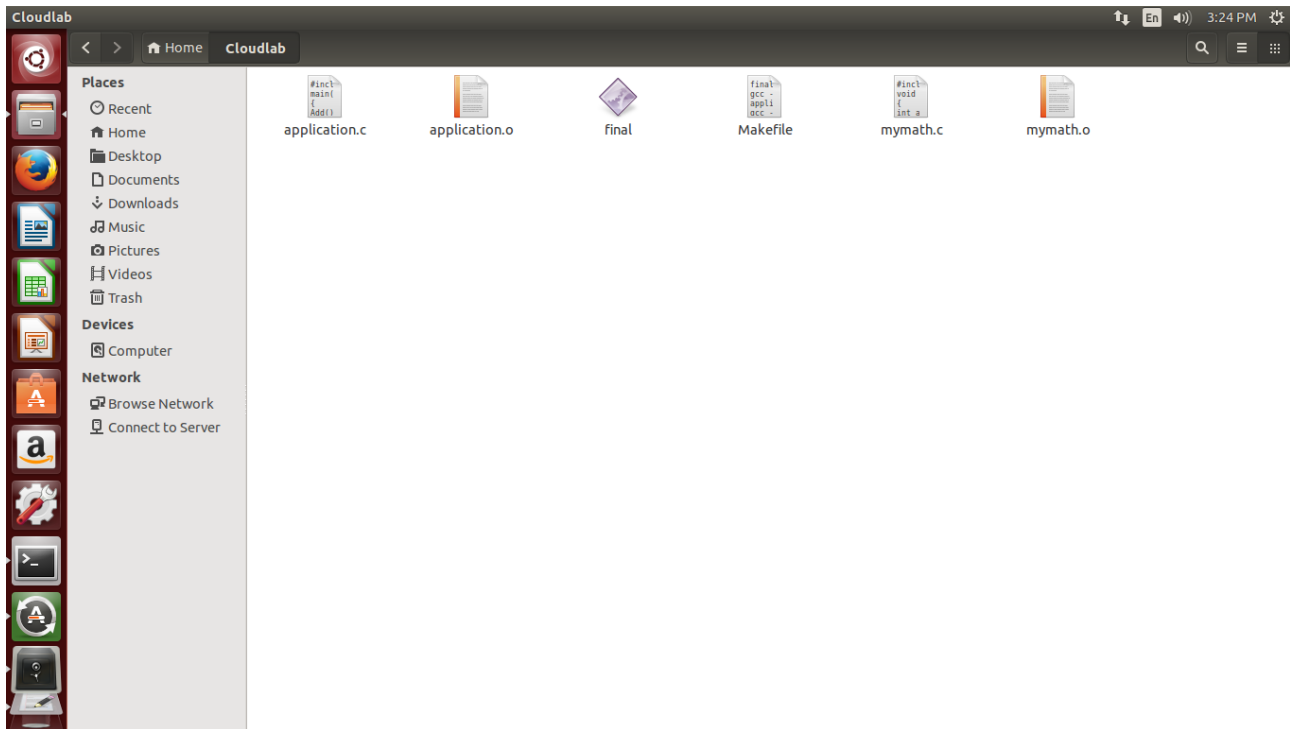 Cloudlab
En
3:24 PM
Home
Cloudlab
Places
Recent
Home
Desktop
Documents
Downloads
Music
Pictures
Videos
Trash
Devices
Computer
Network
Browse Network
Connect to Server
#incl
main(
{
Add()
application.c
application.o
final
final
gcc -
appli
gcc -
Makefile
#incl
void
{
int a
mymath.c
mymath.o